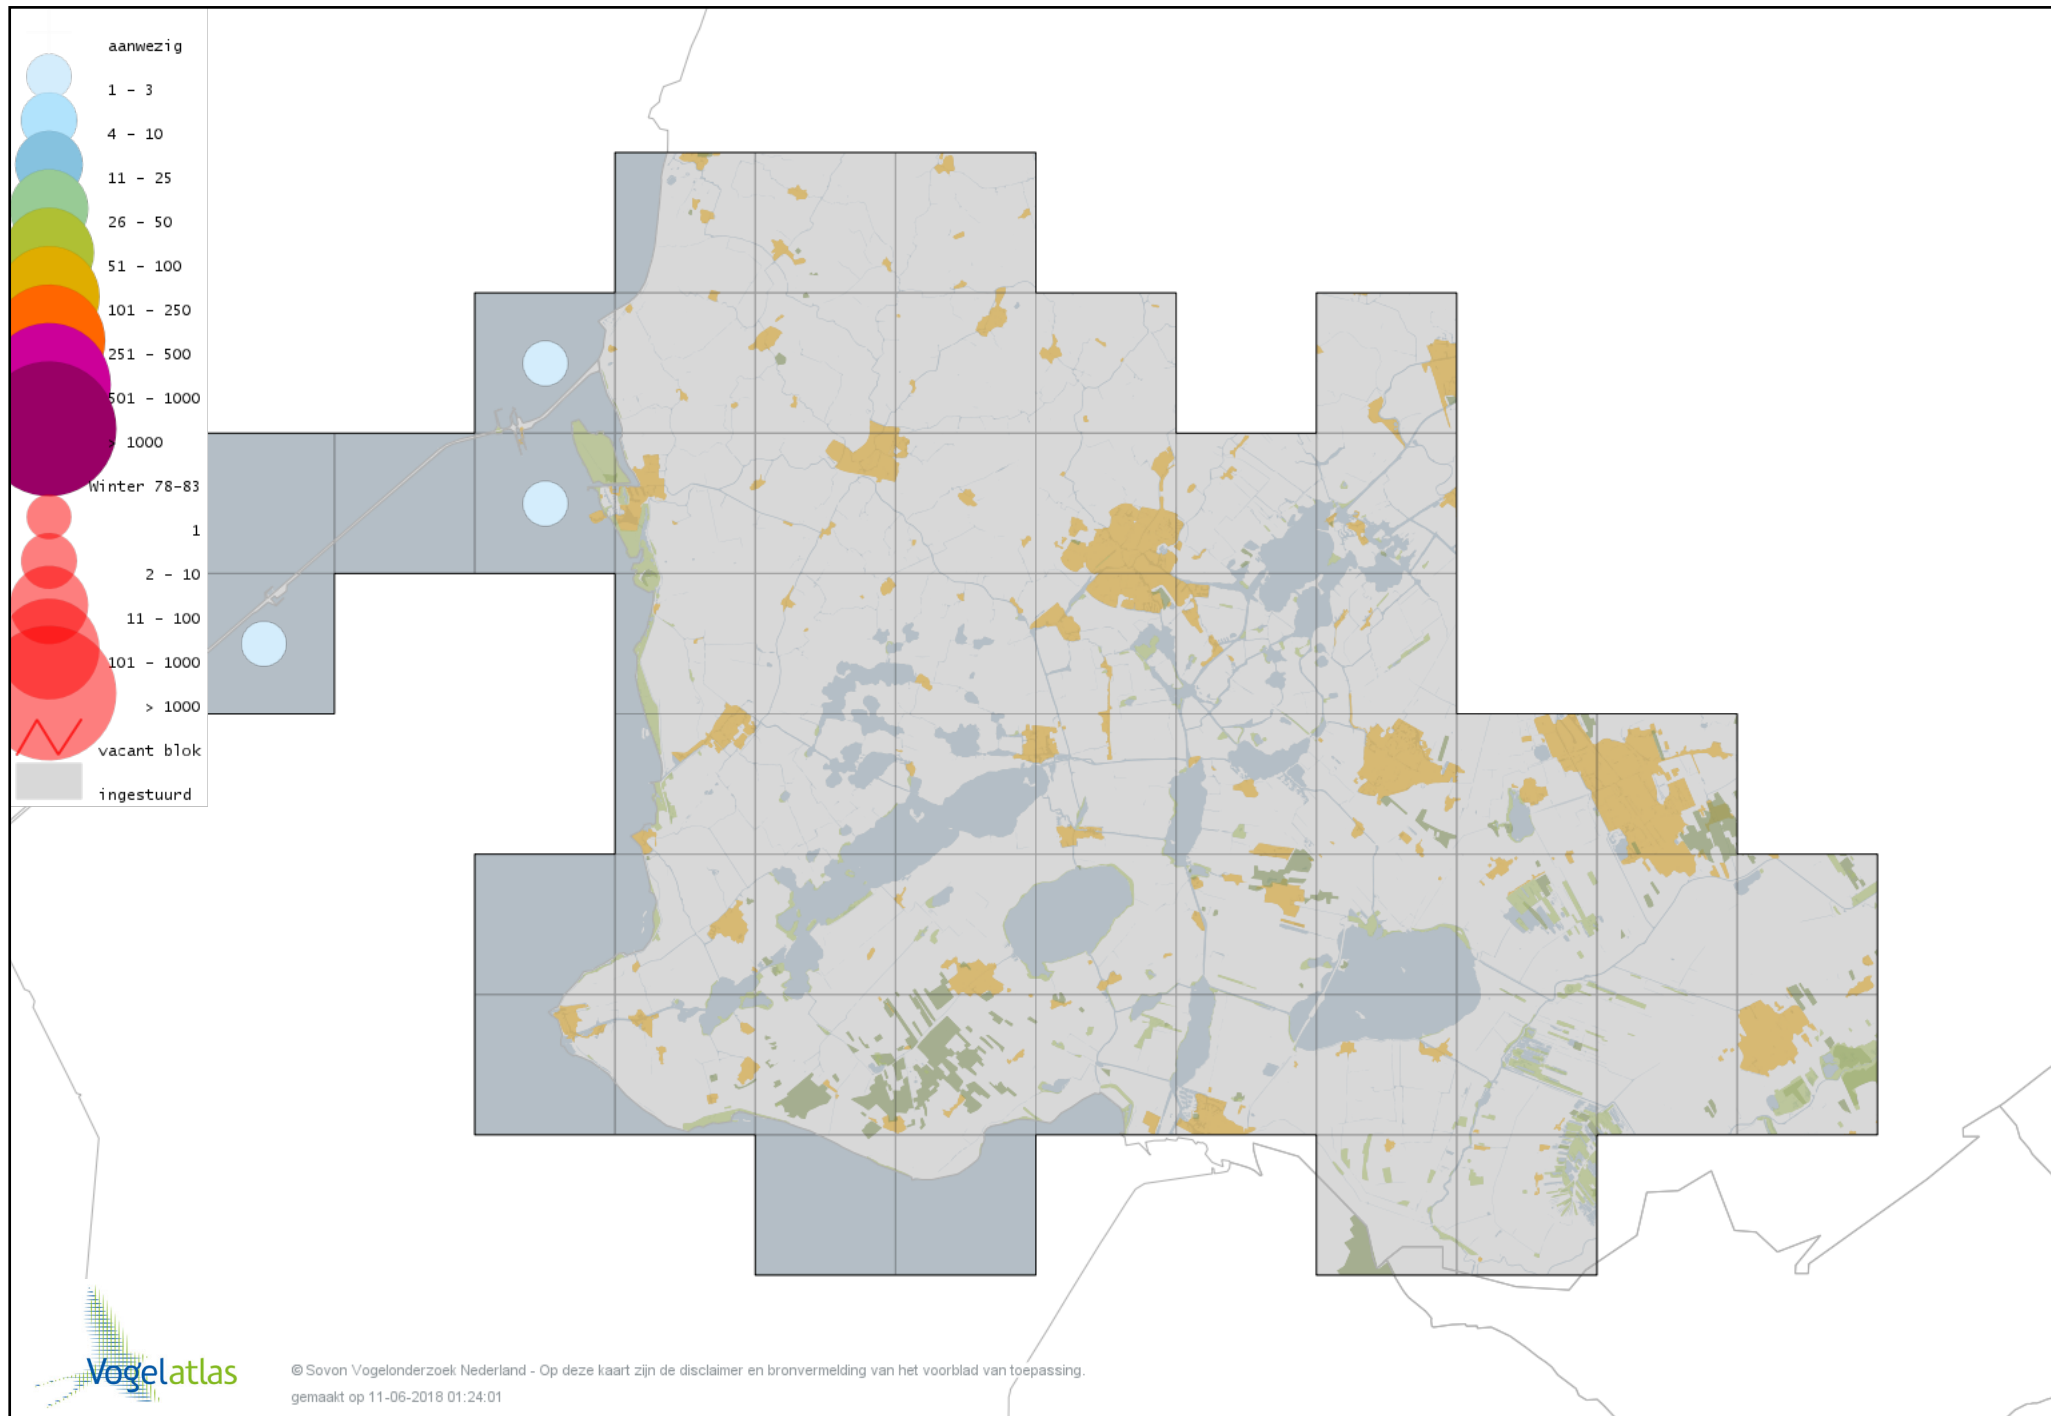 aanwezig
1 - 3
4 - 10
11 - 25
26 - 50
51 - 100
101 - 250
251 - 500
501 - 1000
> 1000
Winter 78-83
1
2 - 10
11 - 100
101 - 1000
> 1000
vacant blok
ingestuurd
Vogelatlas
© Sovon Vogelonderzoek Nederland - Op deze kaart zijn de disclaimer en bronvermelding van het voorblad van toepassing.
gemaakt op 11-06-2018 01:24:01